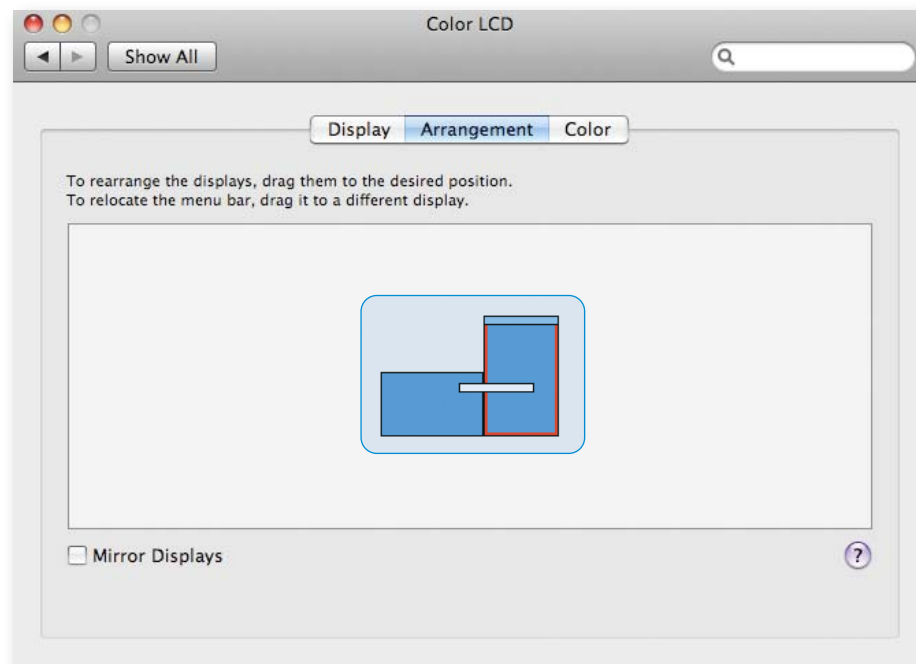 Color LCD
Show All
Display Arrangement Color
To rearrange the displays, drag them to the desired position.
To relocate the menu bar, drag it to a different display.
Mirror Displays
?